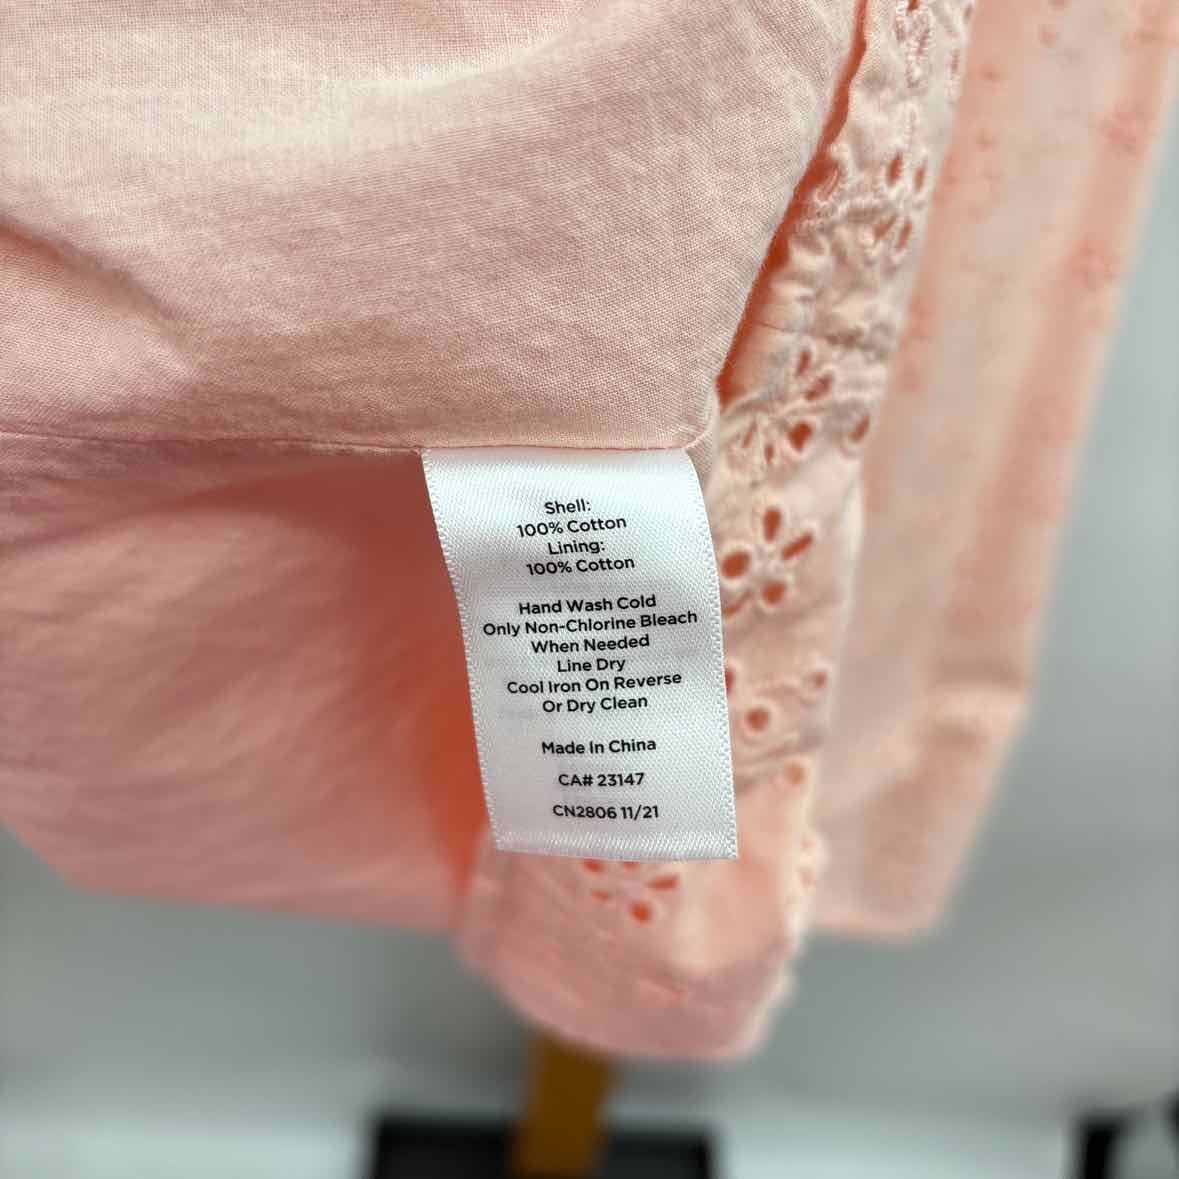 Shell:
100% Cotton
Lining:
100% Cotton
Hand Wash Cold
Only Non-Chlorine Bleach
When Needed
Line Dry
Cool Iron On Reverse
Or Dry Clean
Made In China
CA# 23147
CN2806 11/21